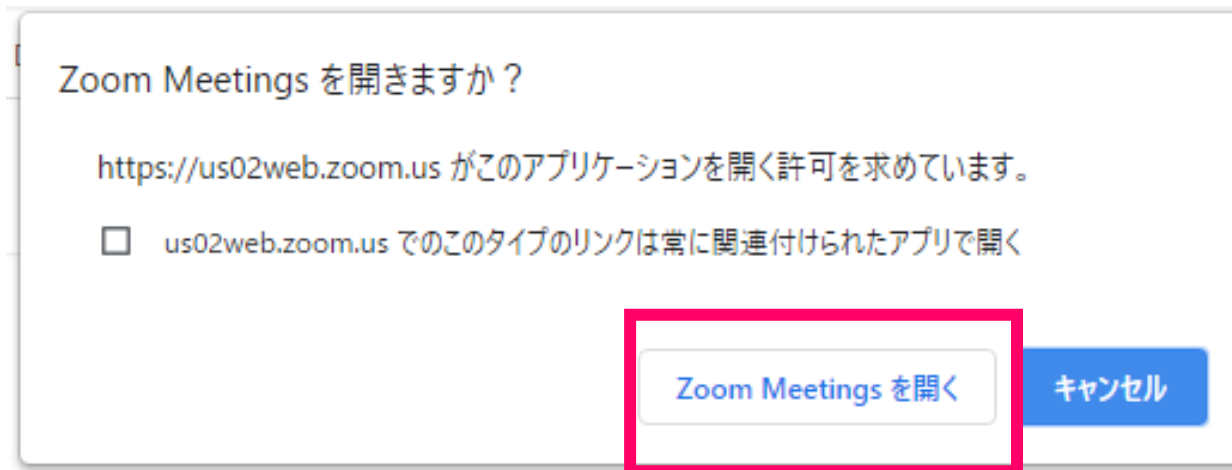 Zoom Meetings を開きますか？
https://us02web.zoom.us がこのアプリケーションを開く許可を求めています。
us02web.zoom.us でのこのタイプのリンクは常に関連付けられたアプリで開く
Zoom Meetings を開く
キャンセル